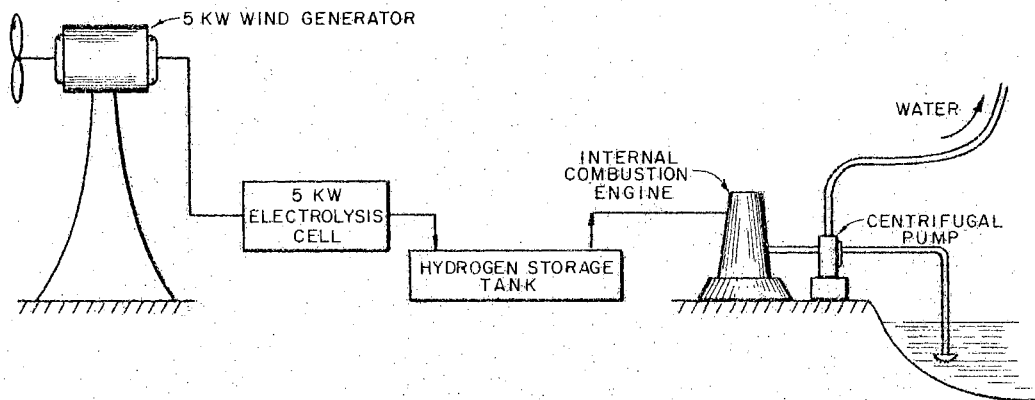 5 KW WIND GENERATOR
WATER
INTERNAL
COMBUSTION
ENGINE
5 KW
ELECTROLYSIS
CELL
CENTRIFUGAL
PUMP
HYDROGEN STORAGE
TANK